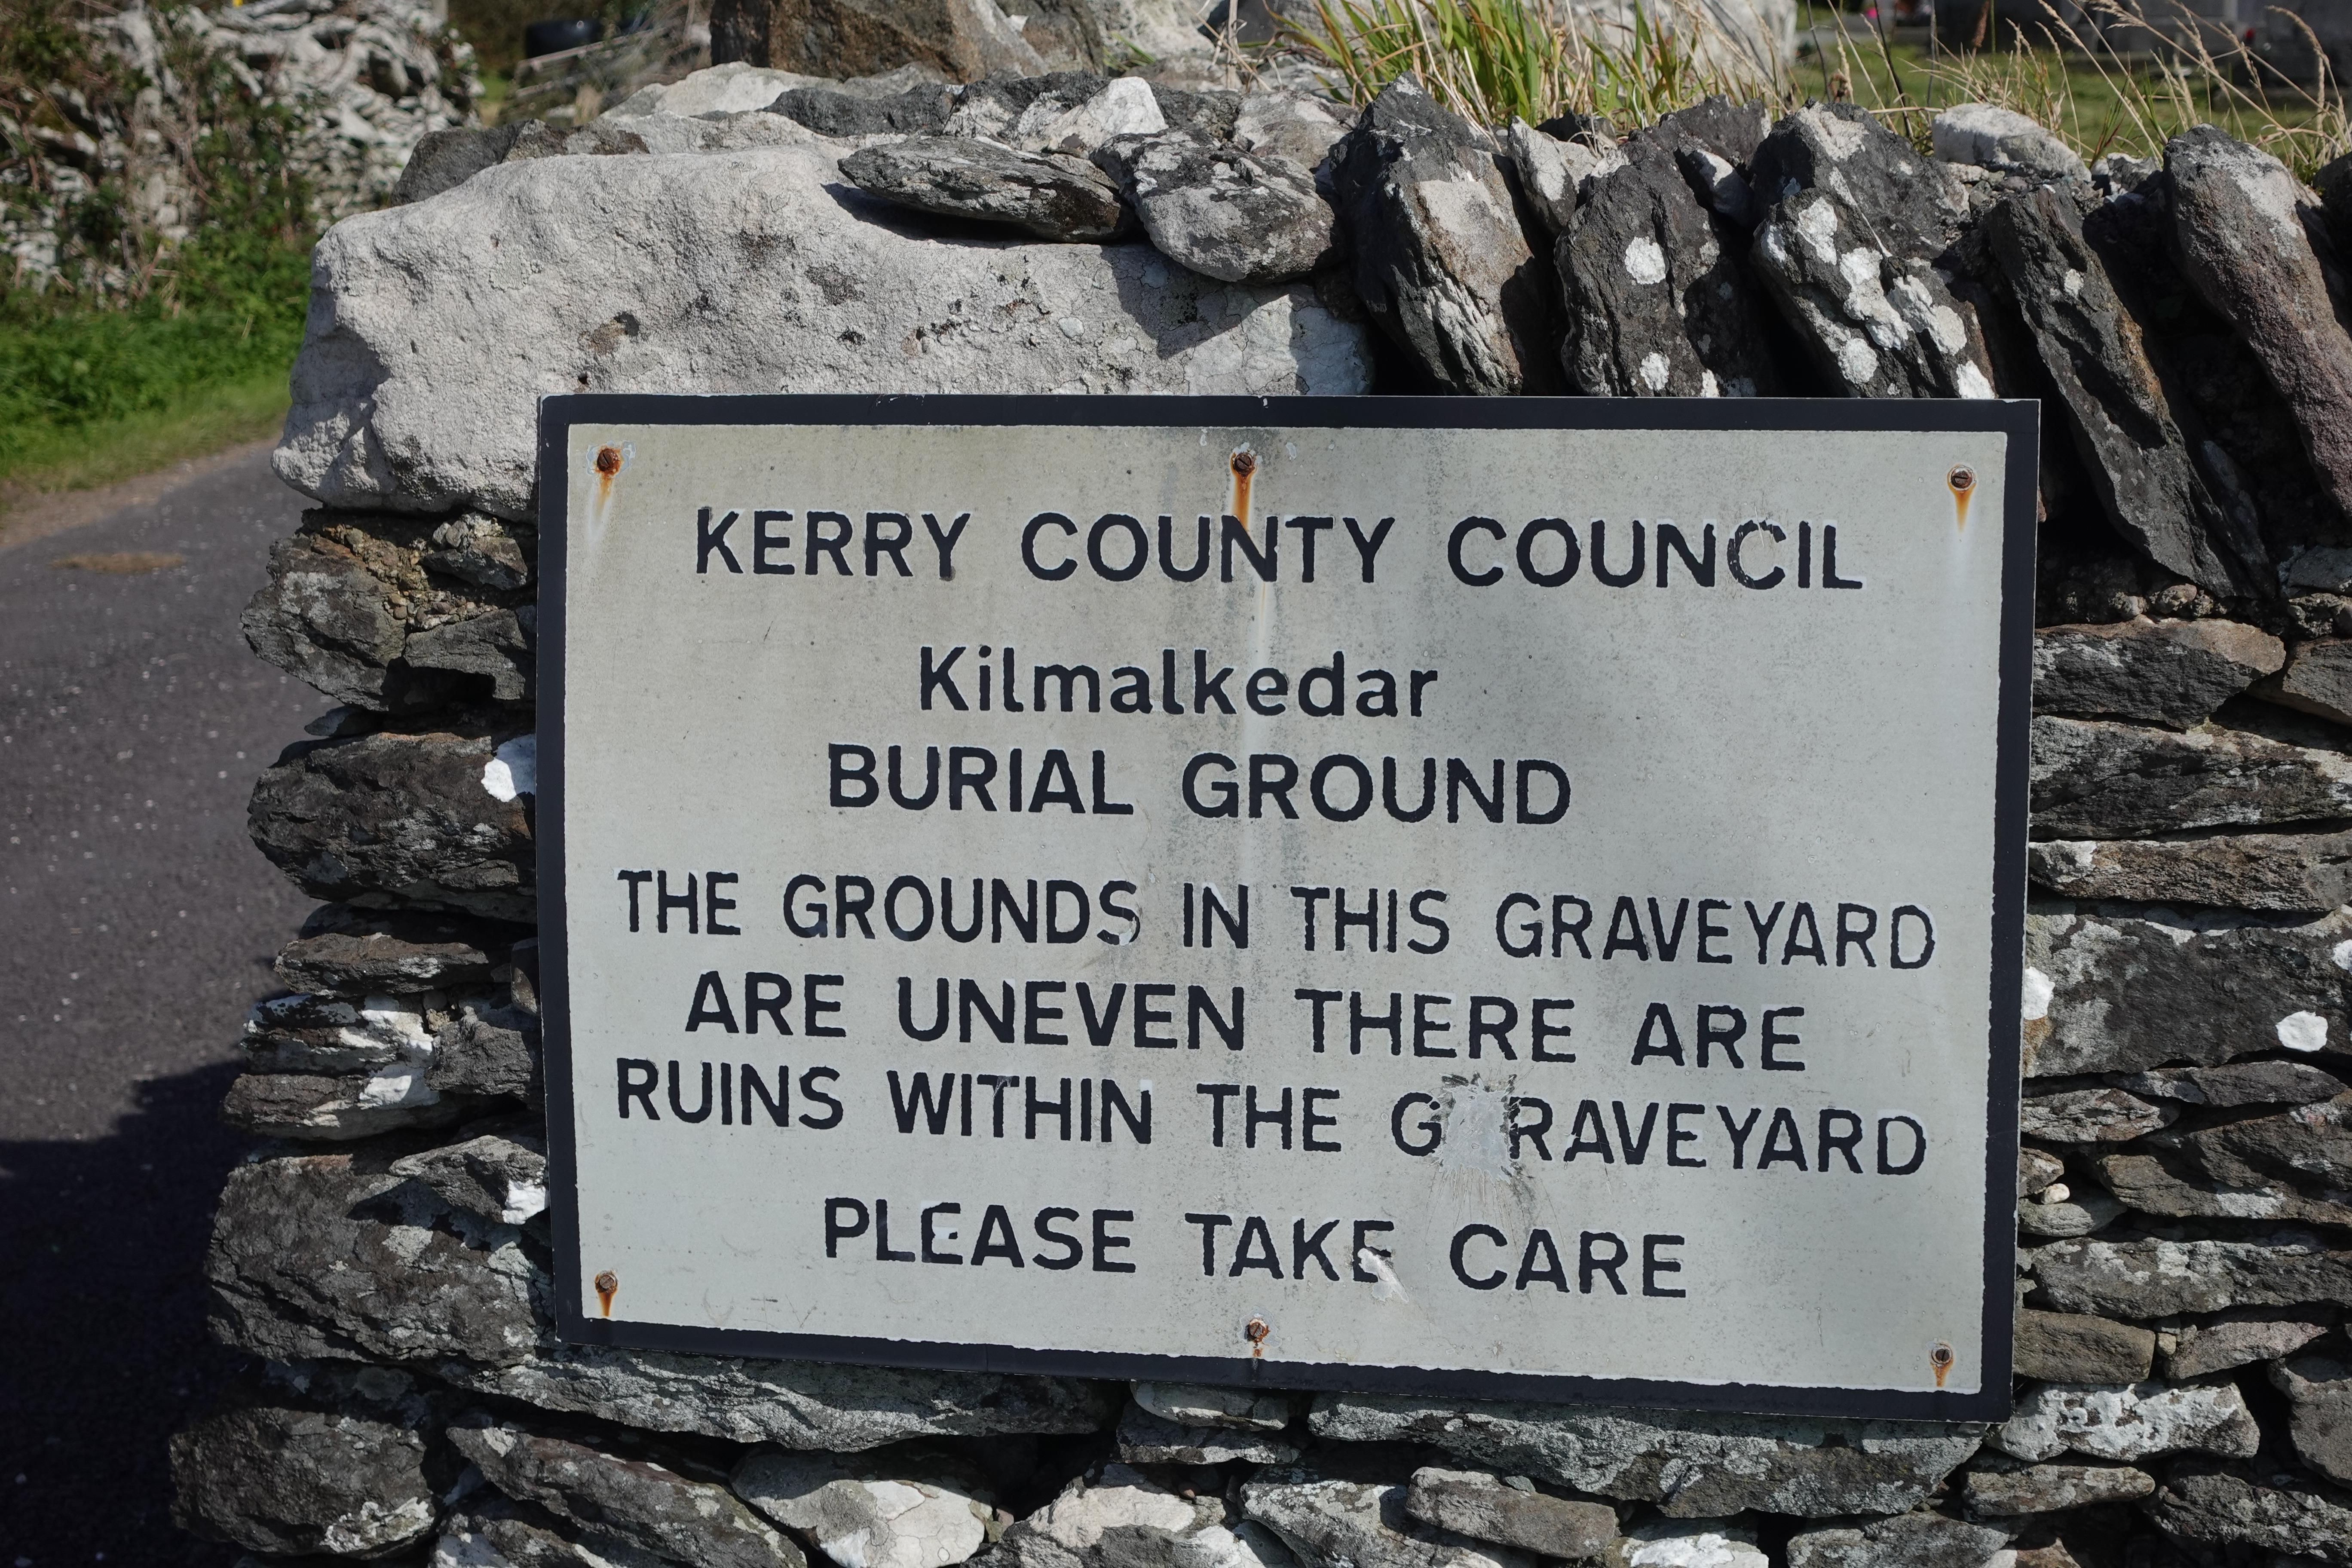 KERRY COUNTY COUNCIL
Kilmalkedar
BURIAL GROUND
THE GROUNDS IN THIS GRAVEYARD
ARE UNEVEN THERE ARE
RUINS WITHIN THE GRAVEYARD
PLEASE TAKE CARE